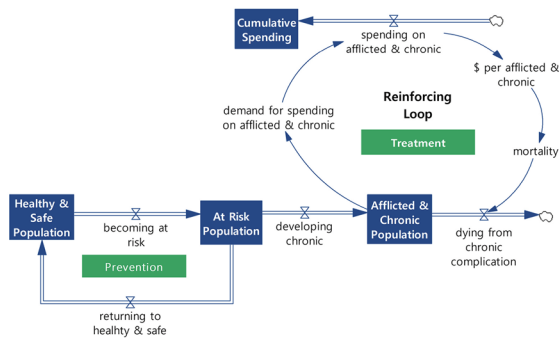 Cumulative
Spending
spending on
afflicted & chronic
$ per afflicted &
chronic
Reinforcing
Loop
demand for spending
on afflicted & chronic
Treatment
mortality
Healthy &
Safe
Population
becoming at
risk
At Risk
Population
developing
chronic
Afflicted &
Chronic
Population
dying from
chronic
complication
Prevention
returning to
healhty & safe